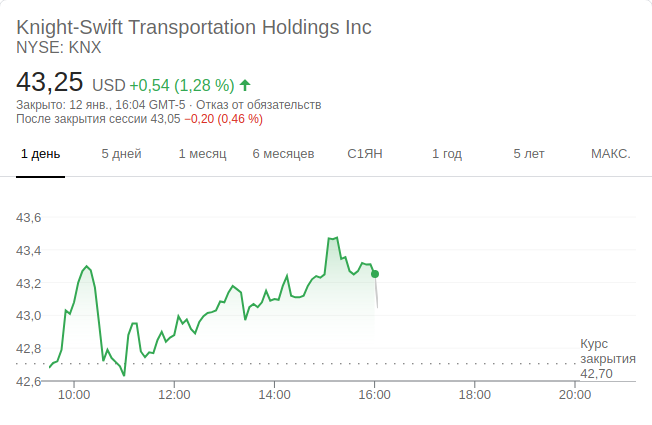 Knight-Swift Transportation Holdings Inc
NYSE: KNX
43,25 USD +0,54 (1,28 %)
Закрыто: 12 янв., 16:04 GMT-5 · Отказ от обязательств
После закрытия сессии 43,05 −0,20 (0,46 %)
1 день 5 дней 1 месяц 6 месяцев С1ЯН 1 год 5 лет МАКС.
43,6
43,4
43,2
43,0
42,8
42,6
Курс
закрытия
42,70
10:00 12:00 14:00 16:00 18:00 20:00